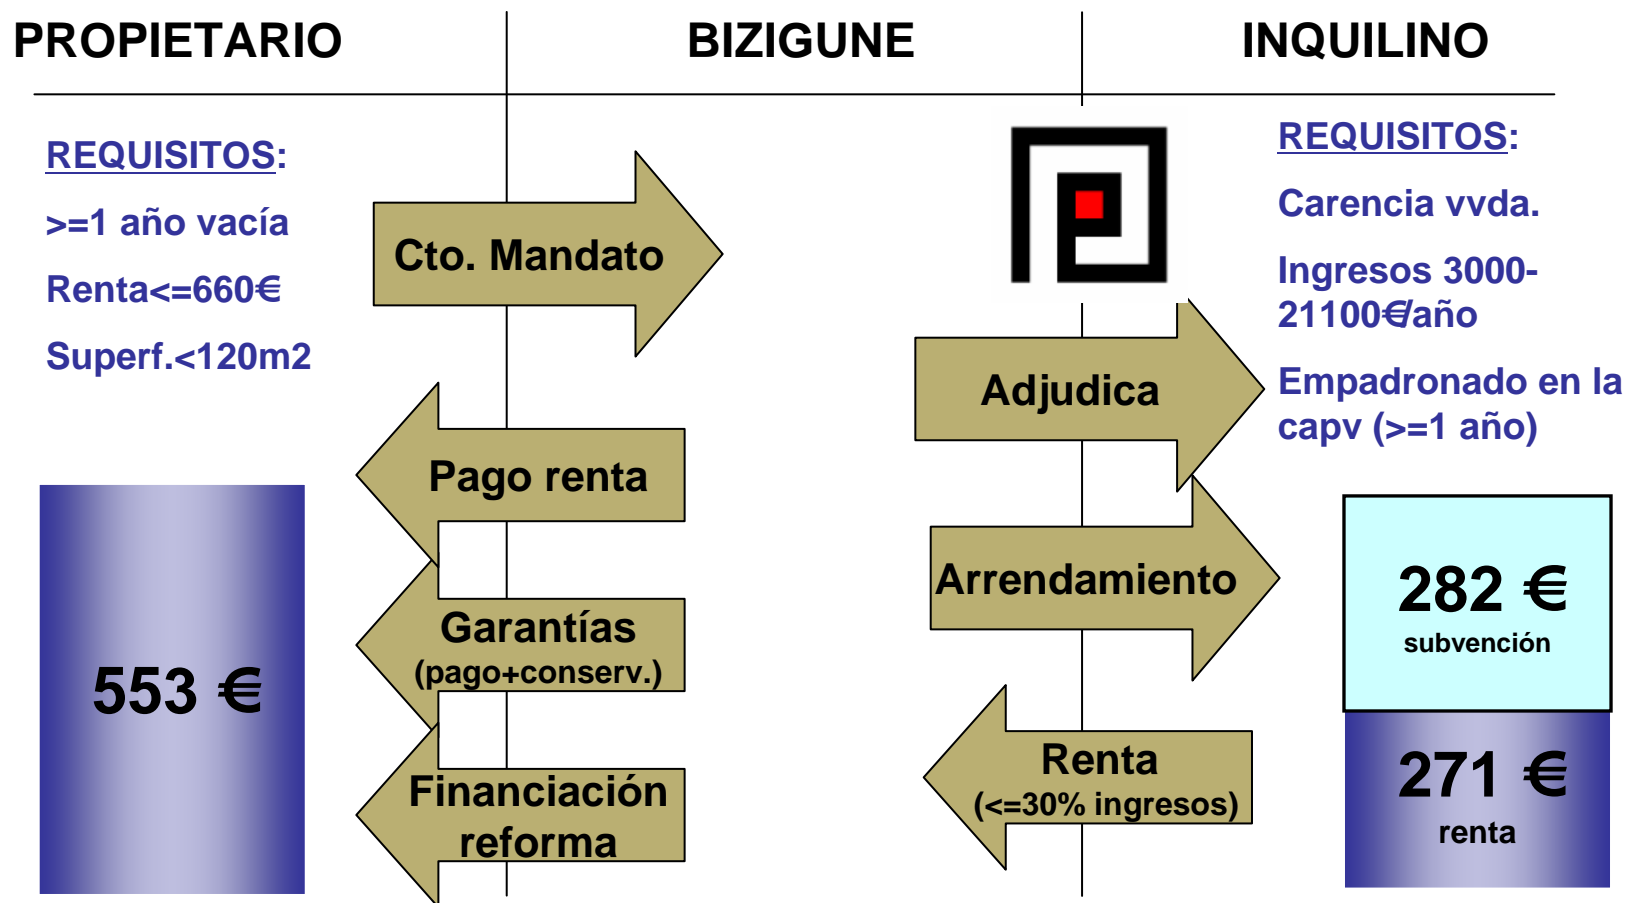 PROPIETARIO
BIZIGUNE
INQUILINO
REQUISITOS:
>=1 año vacía
Renta<=660€
Superf.<120m2
Cto. Mandato
Pago renta
Garantías
(pago+conserv.)
Financiación
reforma
553 €
Adjudica
Arrendamiento
Renta
(<=30% ingresos)
REQUISITOS:
Carencia vvda.
Ingresos 3000-
21100€/año
Empadronado en la
capv (>=1 año)
282 €
subvención
271 €
renta